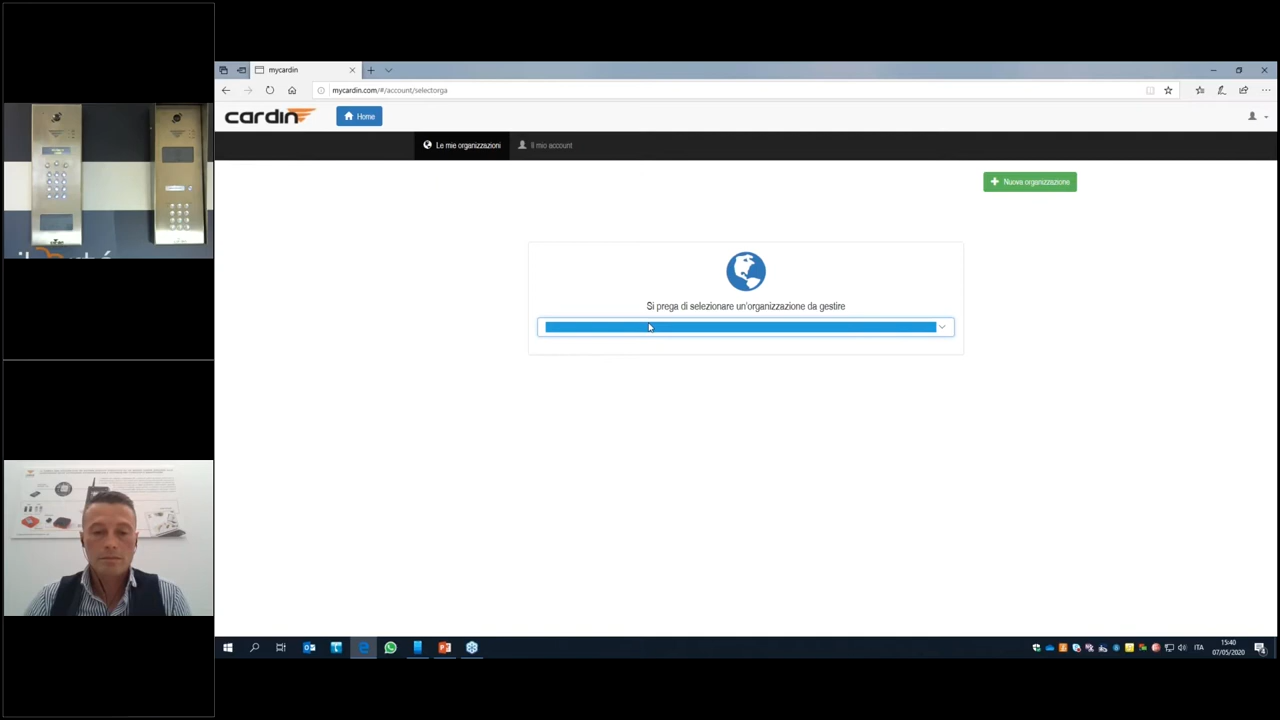 mycardin
mycardin.com/#/account/selectorga
cardin
Home
Le mie organizzazioni
Il mio account
Nuova organizzazione
Si prega di selezionare un'organizzazione da gestire
ITA
15:40
07/05/2020